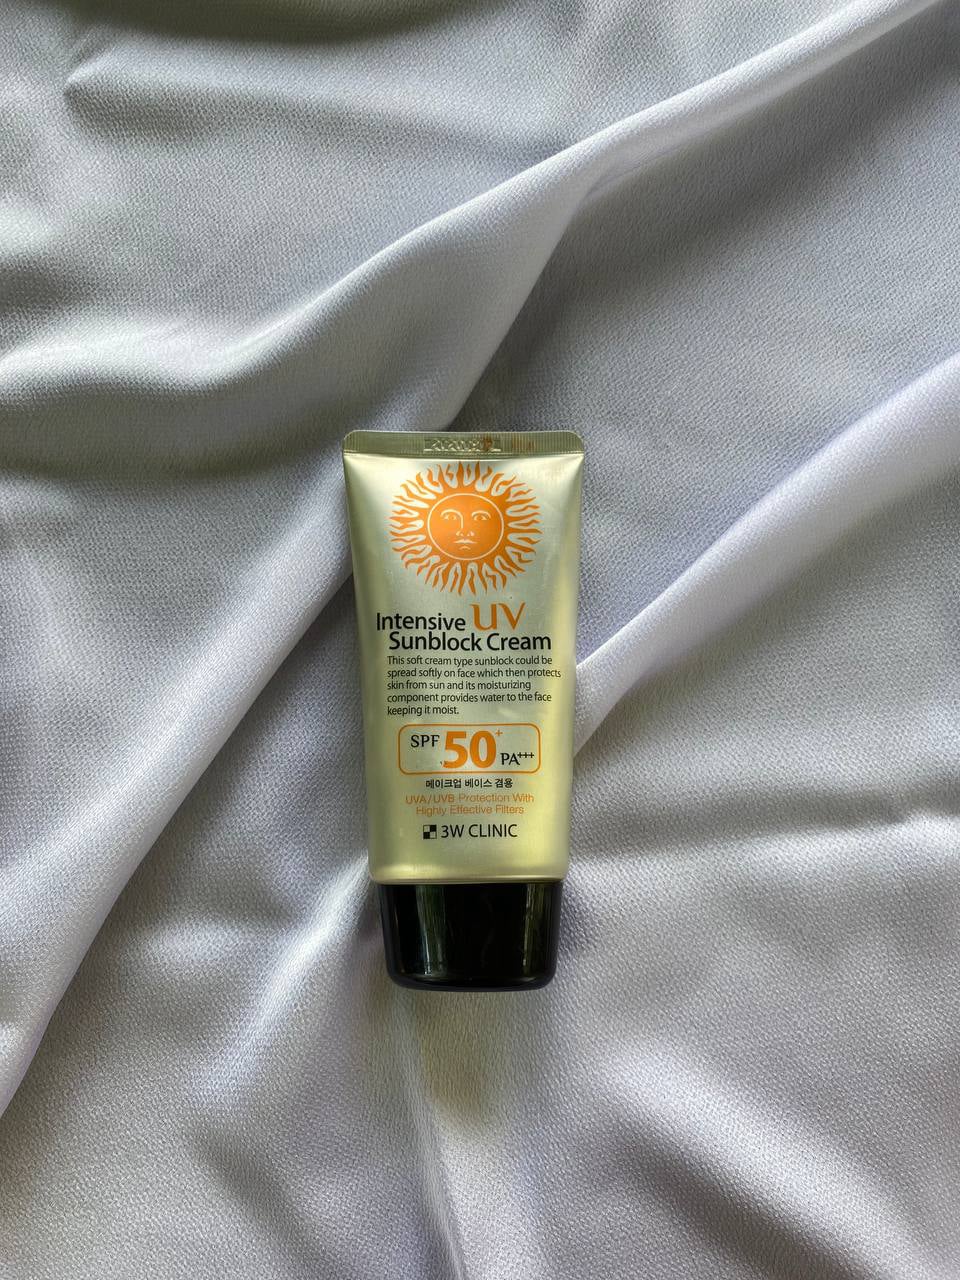 Intensive UV
Sunblock Cream
This soft cream type sunblock could be
spread softly on face which then protects
skin from sun and its moisturizing
component provides water to the face
keeping it moist.
SPF 50+ PA+++
메이크업 베이스 겸용
UVA/UVB Protection With
Highly Effective Filters
3W CLINIC